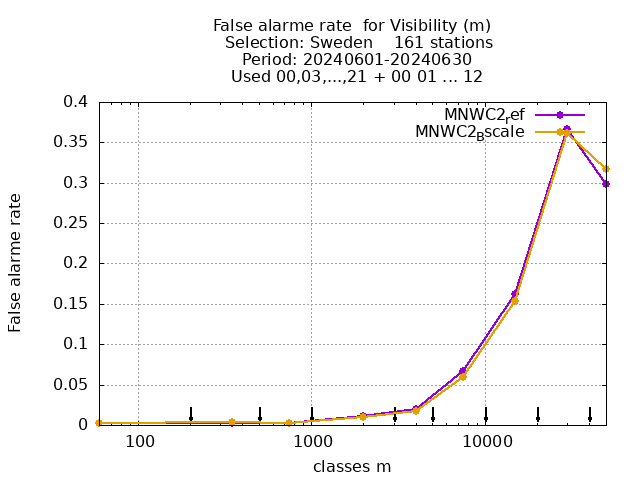 False alarme rate  for Visibility (m)
Selection: Sweden    161 stations
Period: 20240601-20240630
Used 00,03,...,21 + 00 01 ... 12
MNWC2ref
MNWC2Bscale
0.4
0.35
0.3
0.25
0.2
0.15
0.1
0.05
0
False alarme rate
100
1000
10000
classes m